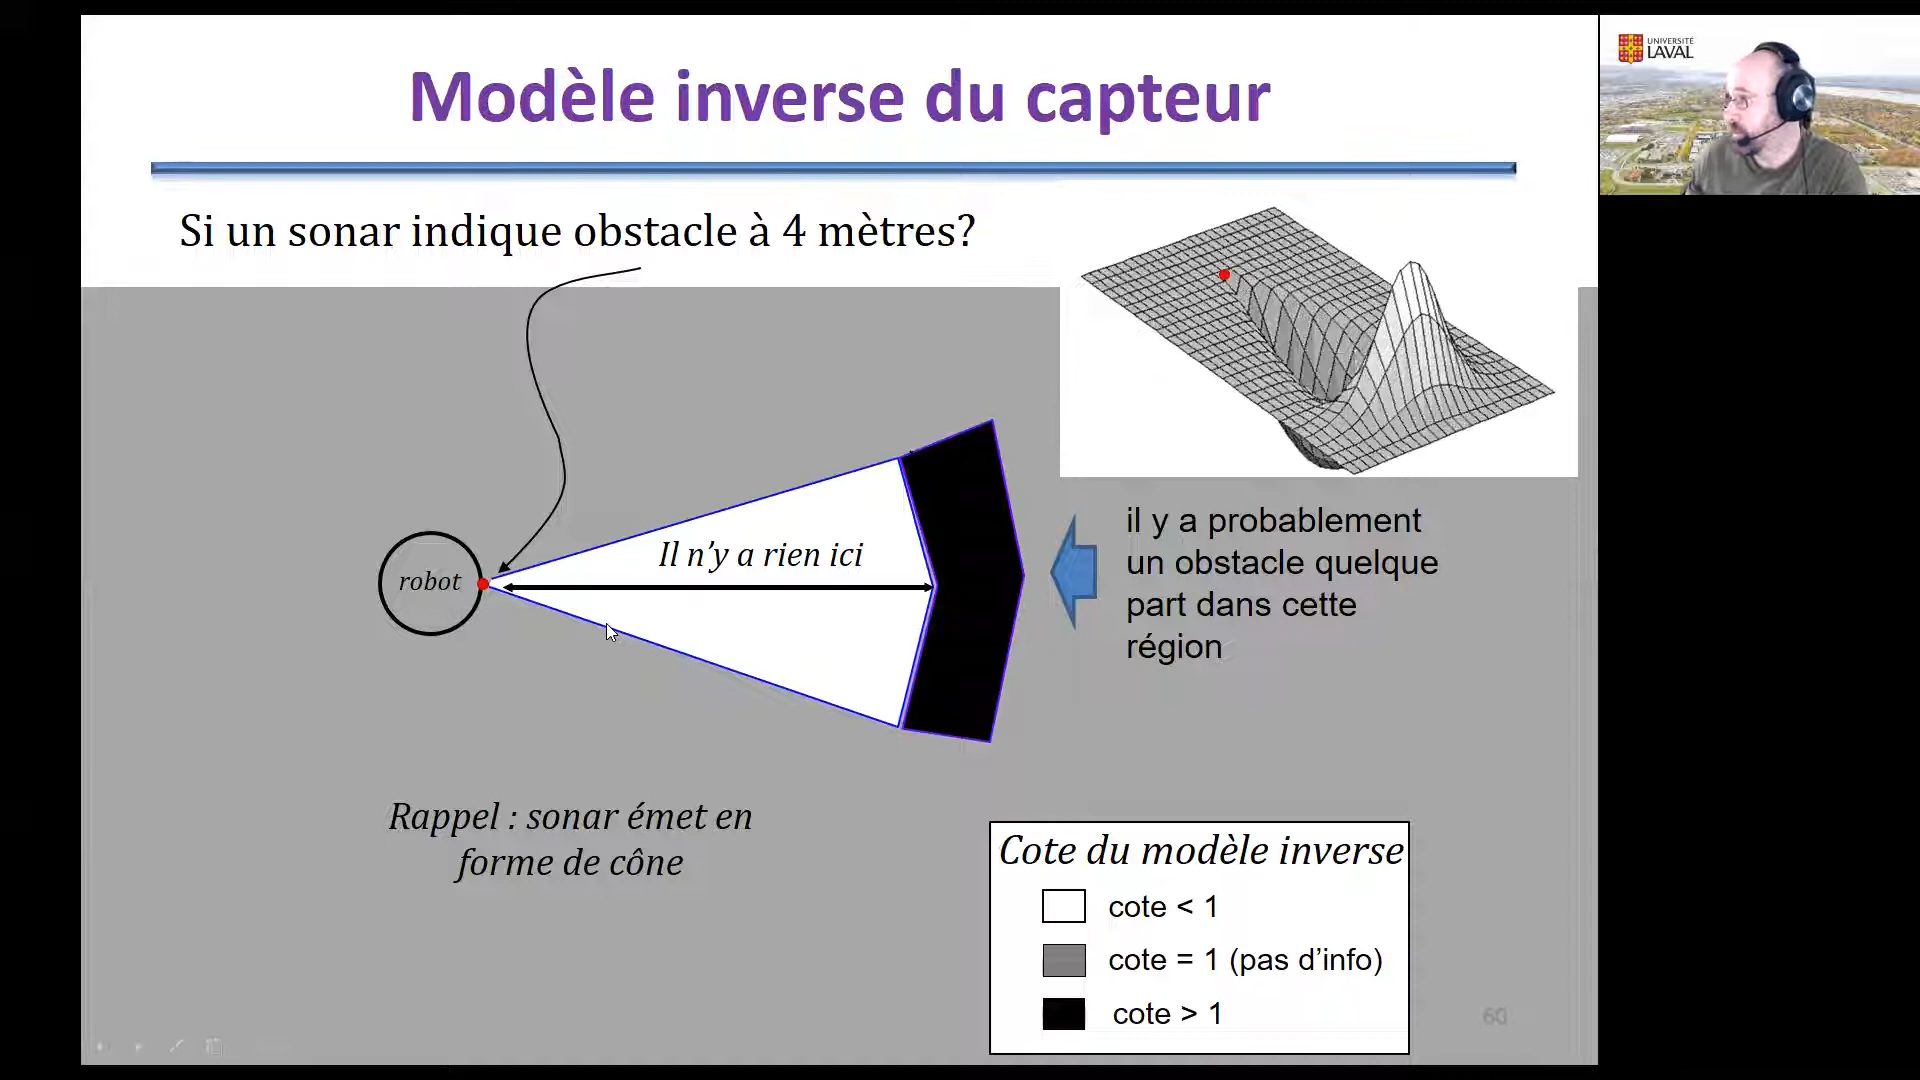 Modèle inverse du capteur
UNIVERSITÉ
LAVAL
Si un sonar indique obstacle à 4 mètres?
il y a probablement
un obstacle quelque
part dans cette
région
Il n'y a rien ici
robot
Rappel : sonar émet en
forme de cône
Cote du modèle inverse
cote < 1
cote = 1 (pas d'info)
cote > 1
60